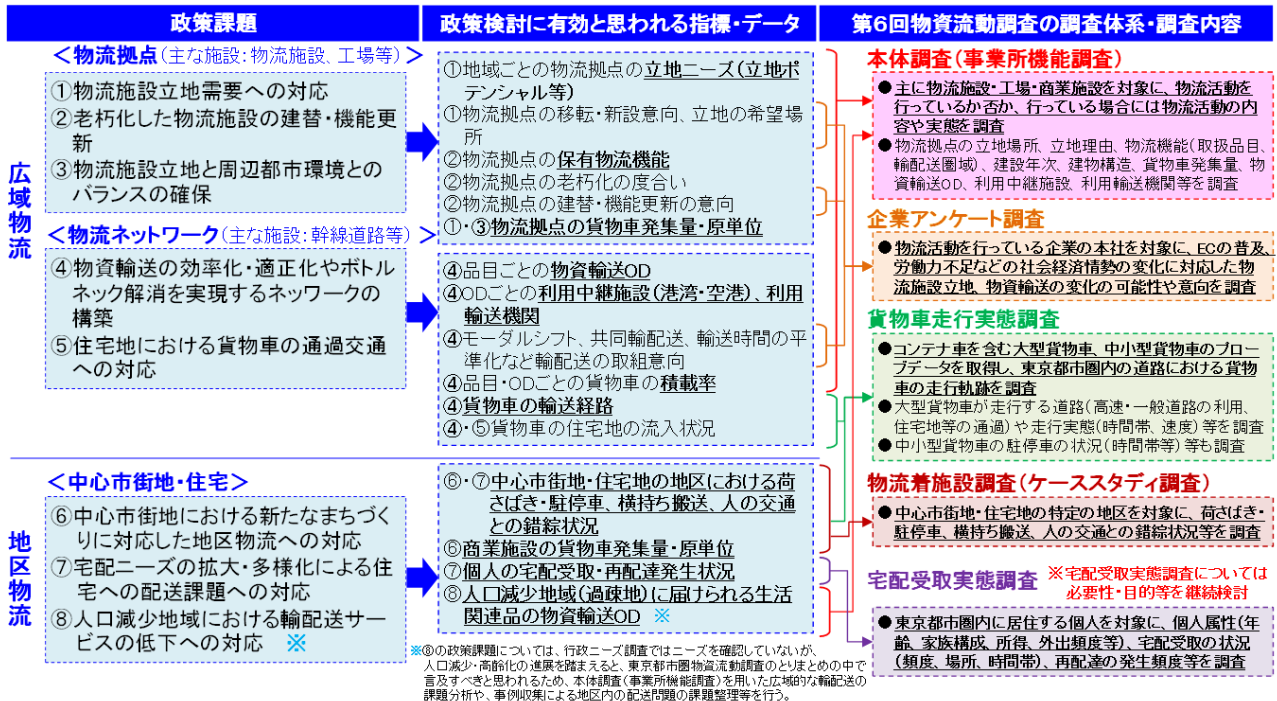 政策課題
政策検討に有効と思われる指標・データ
第6回物資流動調査の調査体系・調査内容
広域物流
＜物流拠点（主な施設：物流施設、工場等）＞
①物流施設立地需要への対応
②老朽化した物流施設の建替・機能更
新
③物流施設立地と周辺都市環境との
バランスの確保
＜物流ネットワーク（主な施設：幹線道路等）＞
④物資輸送の効率化・適正化やボトル
ネック解消を実現するネッワークの
構築
⑤住宅地における貨物車の通過交通
への対応
①地域ごとの物流拠点の立地ニーズ（立地ポ
テンシャル等）
①物流拠点の移転・新設意向、立地の希望場
所
②物流拠点の保有物流機能
②物流拠点の老朽化の度合い
②物流拠点の建替・機能更新の意向
①・③物流拠点の貨物車発集量・原単位
④品目ごとの物資輸送OD
④ODごとの利用中継施設（港湾・空港）、利用
輸送機関
④モーダルシフト、共同輸配送、輸送時間の平
準化など輸配送の取組意向
④品目・ODごとの貨物車の積載率
④貨物車の輸送経路
④・⑤貨物車の住宅地の流入状況
地区物流
＜中心市街地・住宅＞
⑥中心市街地における新たなまちづく
りに対応した地区物流への対応
⑦宅配ニーズの拡大・多様化による住
宅への配送課題への対応
⑧人口減少地域における輸配送サー
ビスの低下への対応 ※
⑥・⑦中心市街地・住宅地の地区における荷
さばき・駐停車、横持ち搬送、人の交通
との錯綜状況
⑥商業施設の貨物車発集量・原単位
⑦個人の宅配受取・再配達発生状況
⑧人口減少地域（過疎地）に届けられる生活
関連品の物資輸送OD ※
※⑧の政策課題については、行政ニーズ調査ではニーズを確認していないが、
人口減少・高齢化の進展を踏まえると、東京都市圏物資流動調査のとりまとめの中で
言及すべきと思われるため、本体調査（事業所機能調査）を用いた広域的な輸配送の
課題分析や、事例収集による地区内の配送問題の課題整理等を行う。
本体調査（事業所機能調査）
●主に物流施設・工場・商業施設を対象に、物流活動を
行っているか否か、行っている場合には物流活動の内
容や実態を調査
●物流拠点の立地場所、立地理由、物流機能（取扱品目、
輸配送圏域）、建設年次、建物構造、貨物車発集量、物
資輸送OD、利用中継施設、利用輸送機関等を調査
企業アンケート調査
●物流活動を行っている企業の本社を対象に、ECの普及、
労働力不足などの社会経済情勢の変化に対応した物
流施設立地、物資輸送の変化の可能性や意向を調査
貨物車走行実態調査
●コンテナ車を含む大型貨物車、中小型貨物車のプロー
ブデータを取得し、東京都市圏内の道路における貨物
車の走行軌跡を調査
●大型貨物車が走行する道路（高速・一般道路の利用、
住宅地等の通過）や走行実態（時間帯、速度）等を調査
●中小型貨物車の駐停車の状況（時間帯等）等も調査
物流着施設調査（ケーススタディ調査）
●中心市街地・住宅地の特定の地区を対象に、荷さばき・
駐停車、横持ち搬送、人の交通との錯綜状況等を調査
宅配受取実態調査
※宅配受取実態調査については
必要性・目的等を継続検討
●東京都市圏内に居住する個人を対象に、個人属性（年
齢、家族構成、所得、外出頻度等）、宅配受取の状況
（頻度、場所、時間帯）、再配達の発生頻度等を調査